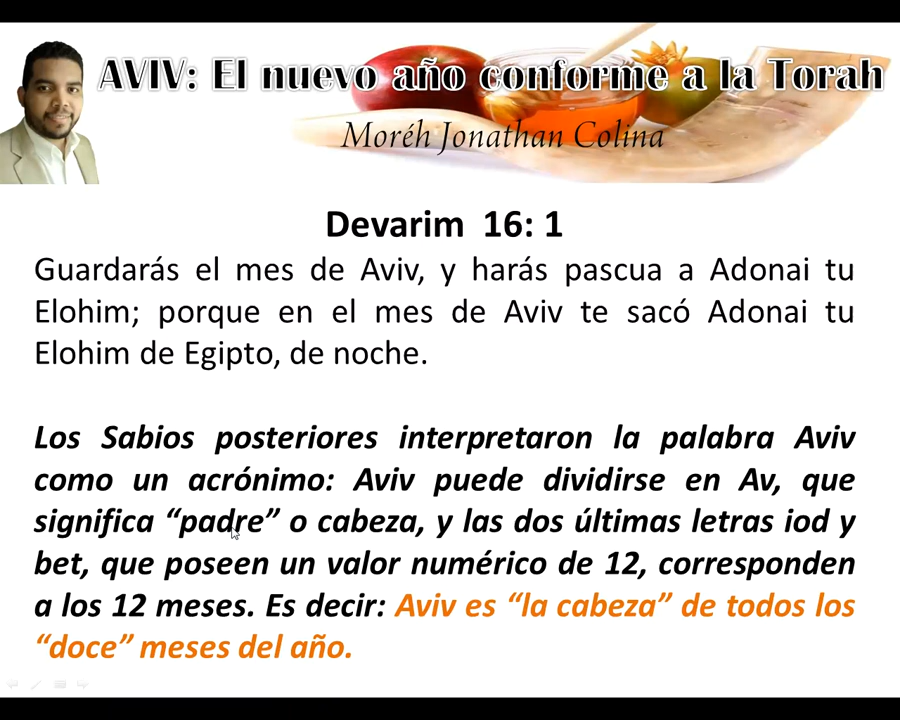 AVIV: El nuevo año conforme a la Torah
Moréh Jonathan Colina
Devarim 16: 1
Guardarás el mes de Aviv, y harás pascua a Adonai tu
Elohim; porque en el mes de Aviv te sacó Adonai tu
Elohim de Egipto, de noche.
Los Sabios posteriores interpretaron la palabra Aviv
como un acrónimo: Aviv puede dividirse en Av, que
significa “padre” o cabeza, y las dos últimas letras iod y
bet, que poseen un valor numérico de 12, corresponden
a los 12 meses. Es decir: Aviv es “la cabeza” de todos los
“doce” meses del año.